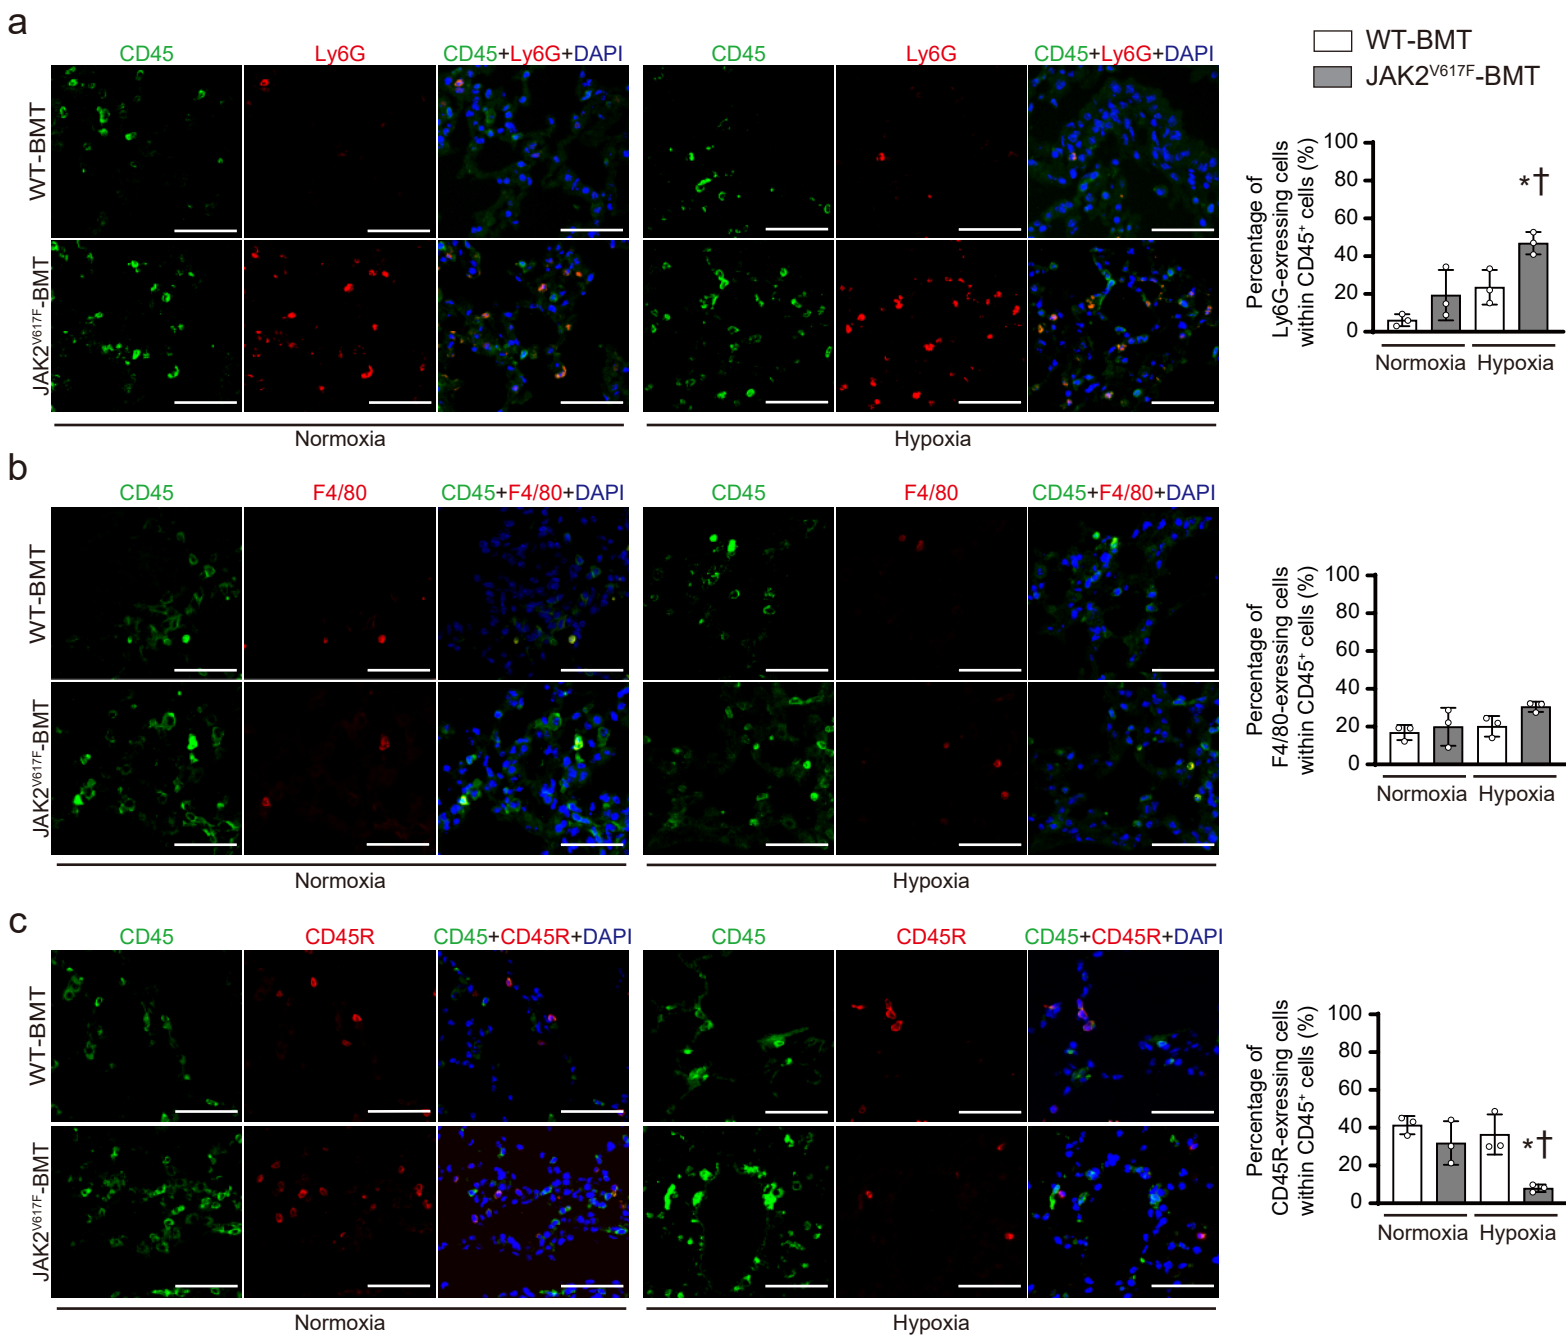 a
CD45 Ly6G CD45+Ly6G+DAPI CD45 Ly6G CD45+Ly6G+DAPI
WT-BMT
JAK2V617F-BMT
Normoxia Hypoxia
WT-BMT
JAK2V617F-BMT
Percentage of
Ly6G-expressing cells
within CD45+ cells (%)
100
80
60
40
20
0
*†
Normoxia Hypoxia
b
CD45 F4/80 CD45+F4/80+DAPI CD45 F4/80 CD45+F4/80+DAPI
WT-BMT
JAK2V617F-BMT
Normoxia Hypoxia
Percentage of
F4/80-exressing cells
within CD45+ cells (%)
100
80
60
40
20
0
Normoxia Hypoxia
c
CD45 CD45R CD45+CD45R+DAPI CD45 CD45R CD45+CD45R+DAPI
WT-BMT
JAK2V617F-BMT
Normoxia Hypoxia
Percentage of
CD45R-exressing cells
within CD45+ cells (%)
100
80
60
40
20
0
*†
Normoxia Hypoxia